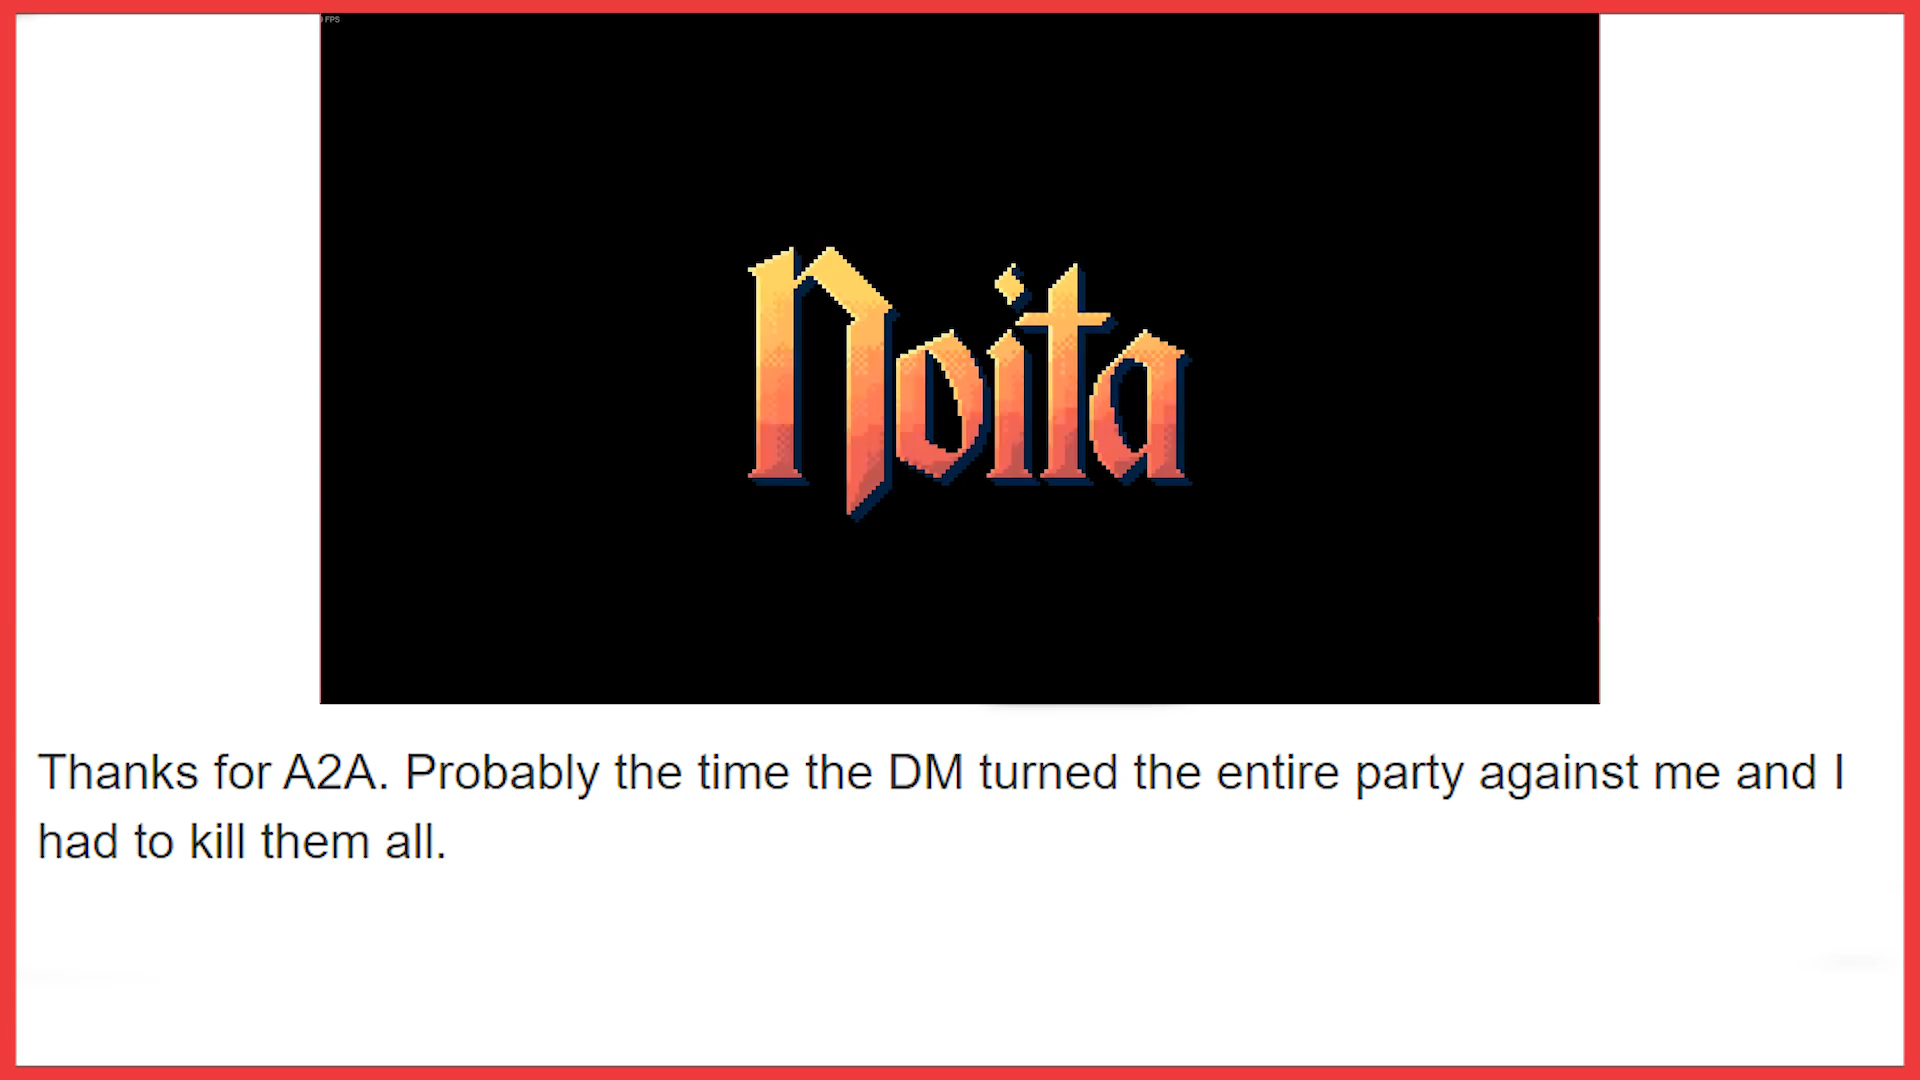 FPS
Noita
Thanks for A2A. Probably the time the DM turned the entire party against me and I
had to kill them all.